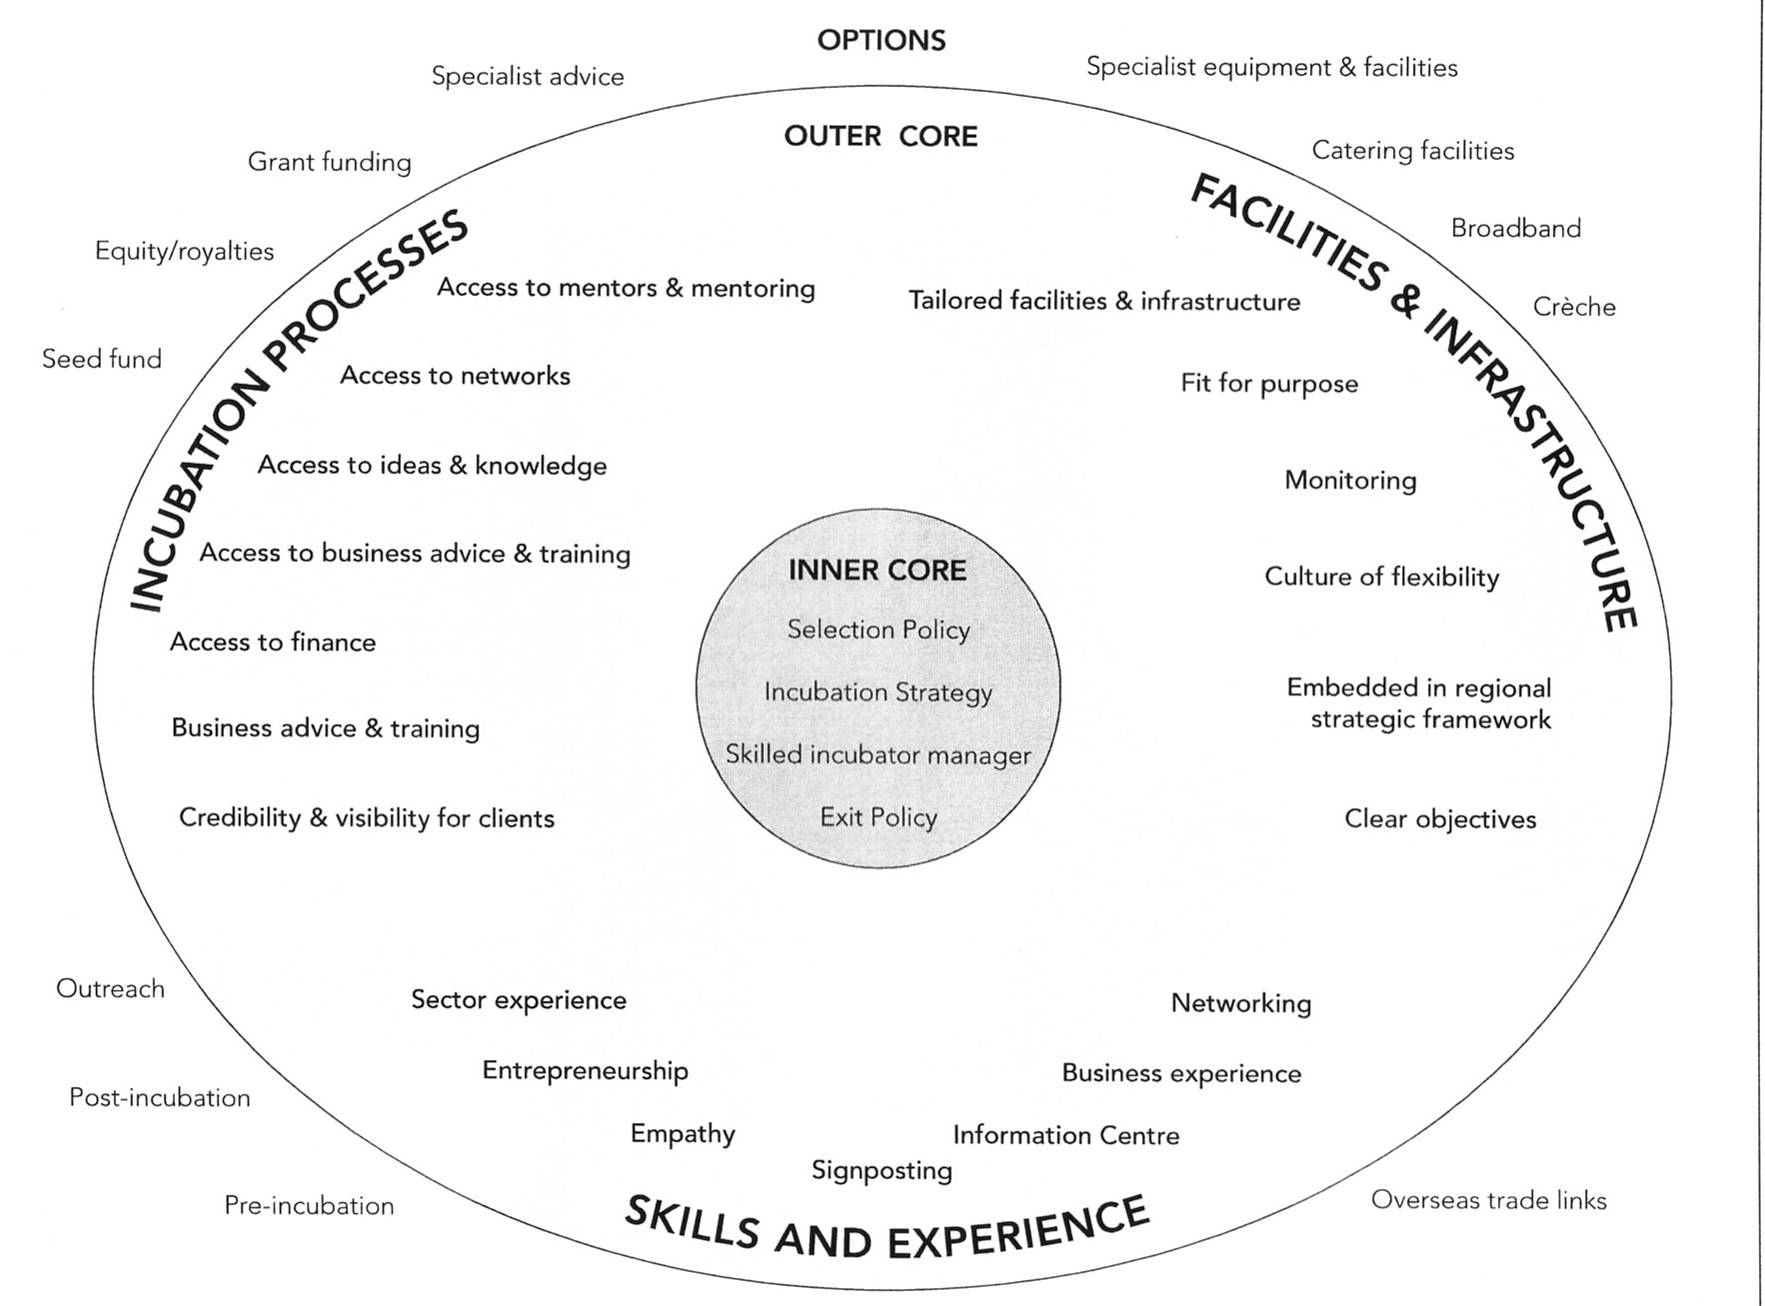 OPTIONS
Specialist advice
Specialist equipment & facilities
OUTER CORE
Grant funding
Catering facilities
Equity/royalties
Broadband
Seed fund
Crèche
INCUBATION PROCESSES
Access to mentors & mentoring
Access to networks
Access to ideas & knowledge
Access to business advice & training
Access to finance
Business advice & training
Credibility & visibility for clients
FACILITIES & INFRASTRUCTURE
Tailored facilities & infrastructure
Fit for purpose
Monitoring
Culture of flexibility
Embedded in regional
strategic framework
Clear objectives
INNER CORE
Selection Policy
Incubation Strategy
Skilled incubator manager
Exit Policy
Outreach
Post-incubation
Pre-incubation
Sector experience
Entrepreneurship
Empathy
Signposting
Information Centre
Business experience
Networking
SKILLS AND EXPERIENCE
Overseas trade links